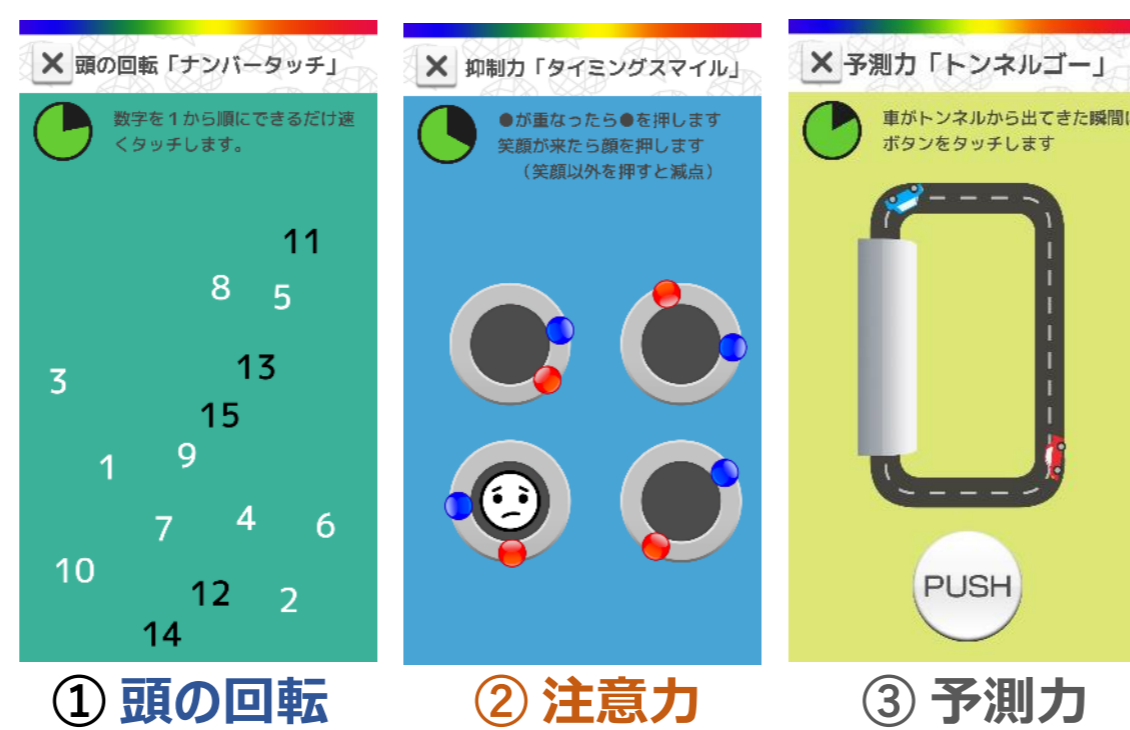 頭の回転「ナンバータッチ」
数字を1から順にできるだけ速
くタッチします。
11
8
5
13
3
15
9
1
4
6
7
10
12
2
14
① 頭の回転
抑制力「タイミングスマイル」
●が重なったら●を押します
笑顔が来たら顔を押します
（笑顔以外を押すと減点）
② 注意力
予測力「トンネルゴー」
車がトンネルから出てきた瞬間に
ボタンをタッチします
PUSH
③ 予測力